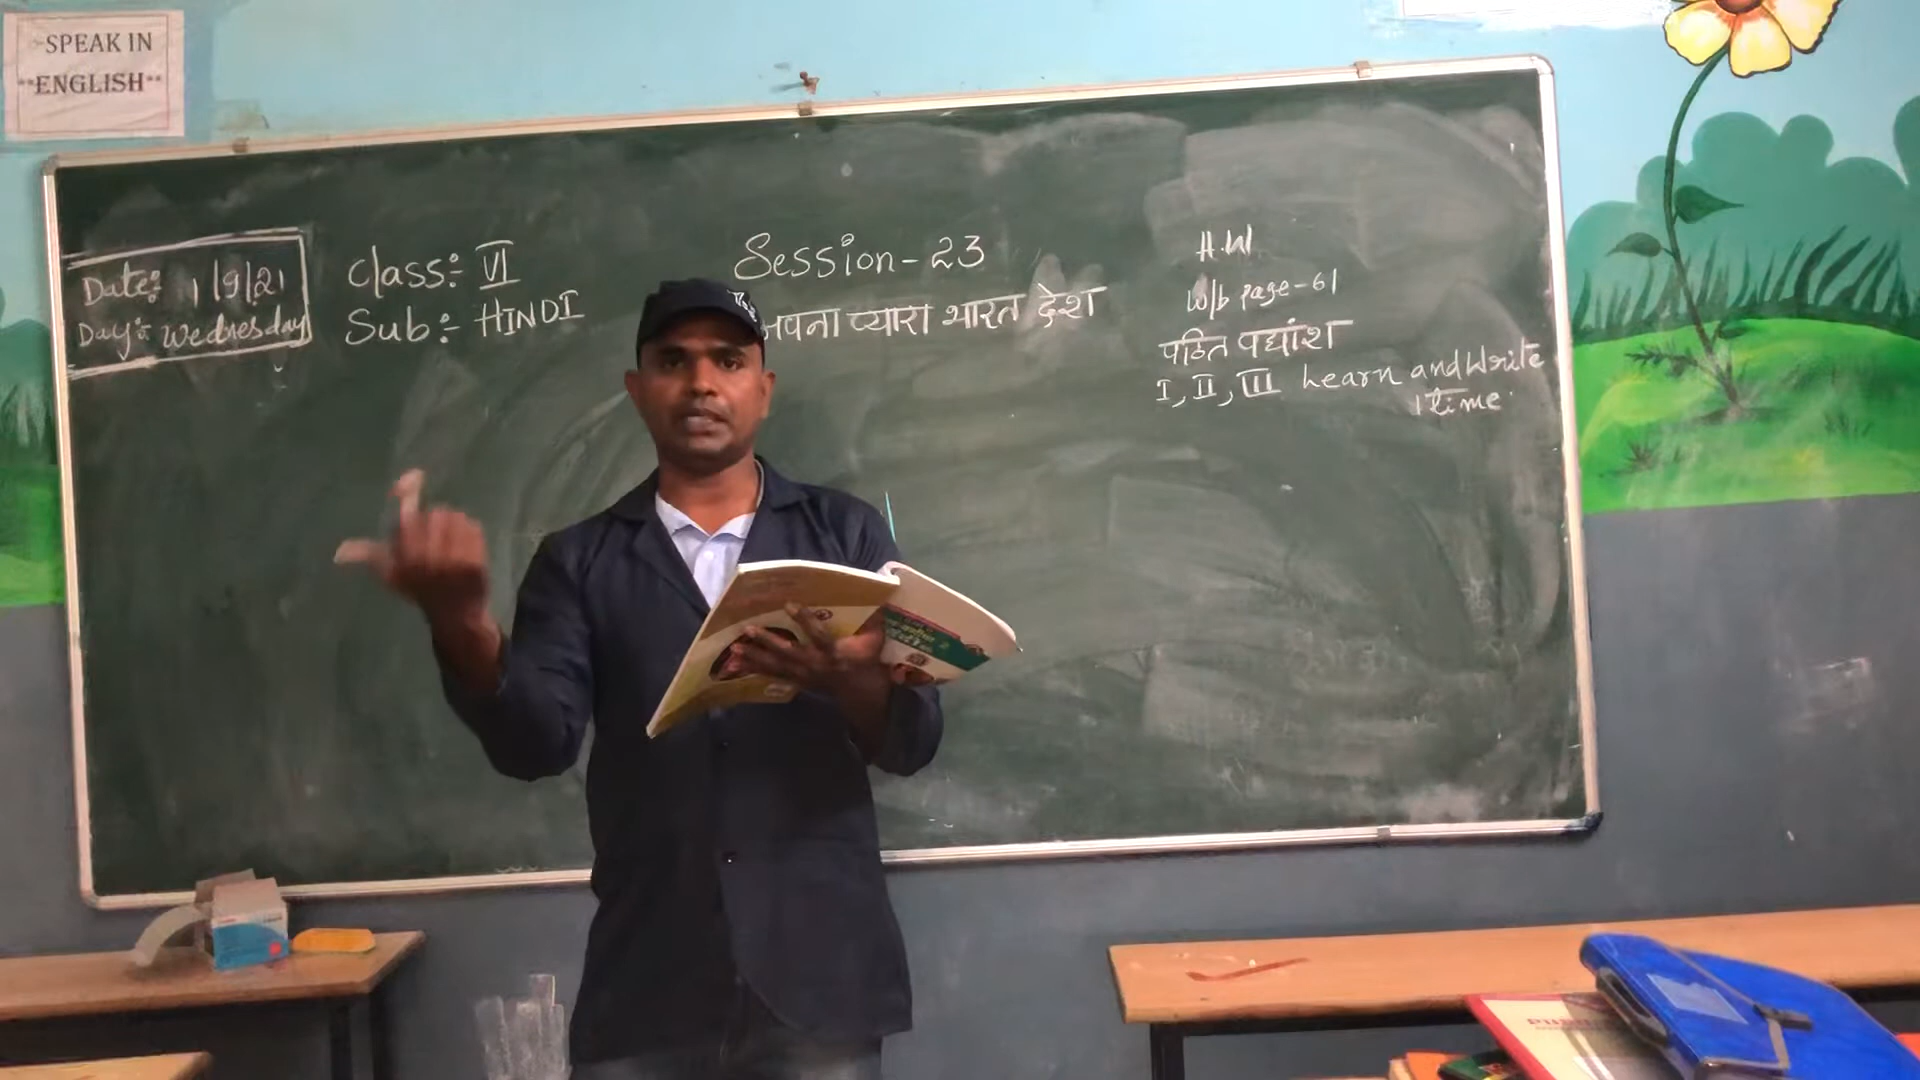 SPEAK IN
**ENGLISH**
Date: 1/9/21
Day: Wednesday
Class:- VI
Sub:- HINDI
Session-23
अपना प्यारा भारत देश
H.W
W/b page-61
पठित पद्यांश
I, II, III Learn and Write
1 time